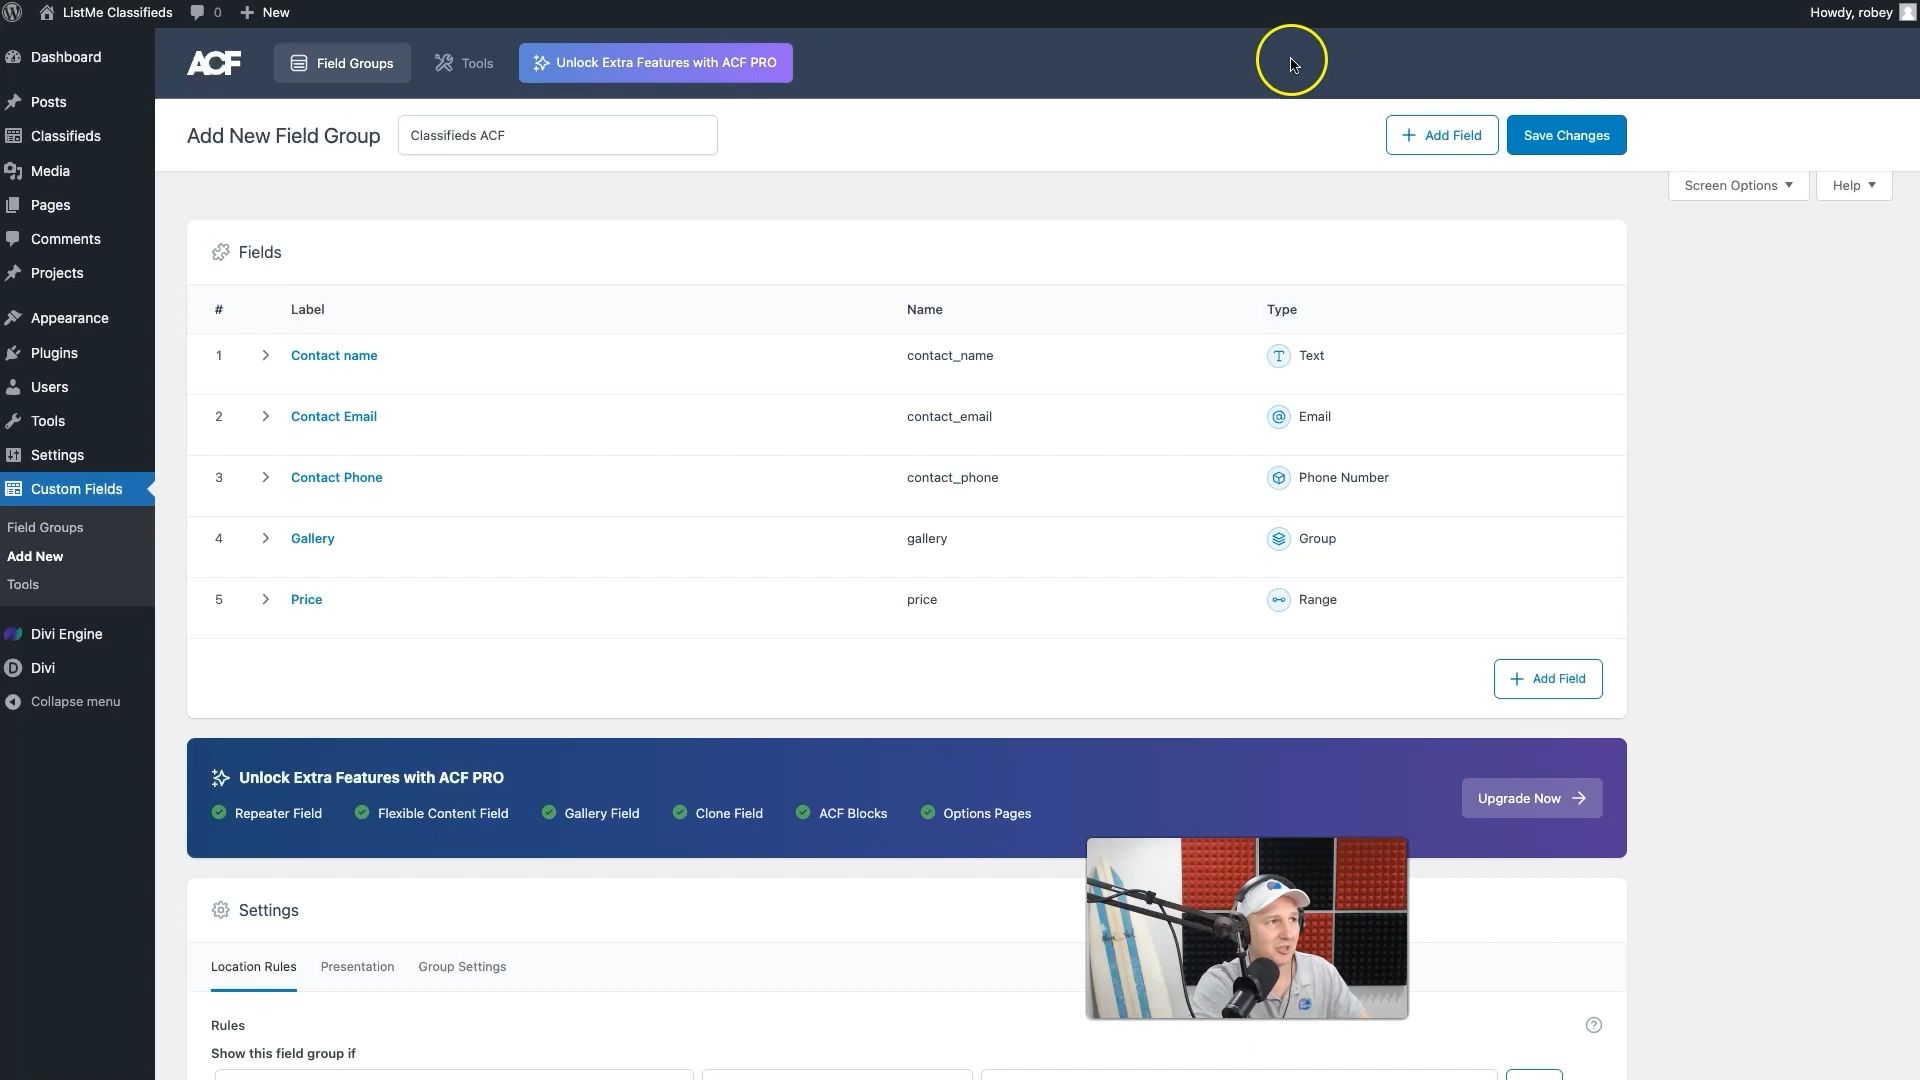 ListMe Classifieds 0 New Howdy, robey
Dashboard
Posts
Classifieds
Media
Pages
Comments
Projects
Appearance
Plugins
Users
Tools
Settings
Custom Fields
Field Groups
Add New
Tools
Divi Engine
Divi
Collapse menu
ACF Field Groups Tools Unlock Extra Features with ACF PRO
Add New Field Group Classifieds ACF Add Field Save Changes
Screen Options Help
Fields
# Label Name Type
1 Contact name contact_name Text
2 Contact Email contact_email Email
3 Contact Phone contact_phone Phone Number
4 Gallery gallery Group
5 Price price Range
Add Field
Unlock Extra Features with ACF PRO
Repeater Field Flexible Content Field Gallery Field Clone Field ACF Blocks Options Pages
Upgrade Now
Settings
Location Rules Presentation Group Settings
Rules
Show this field group if